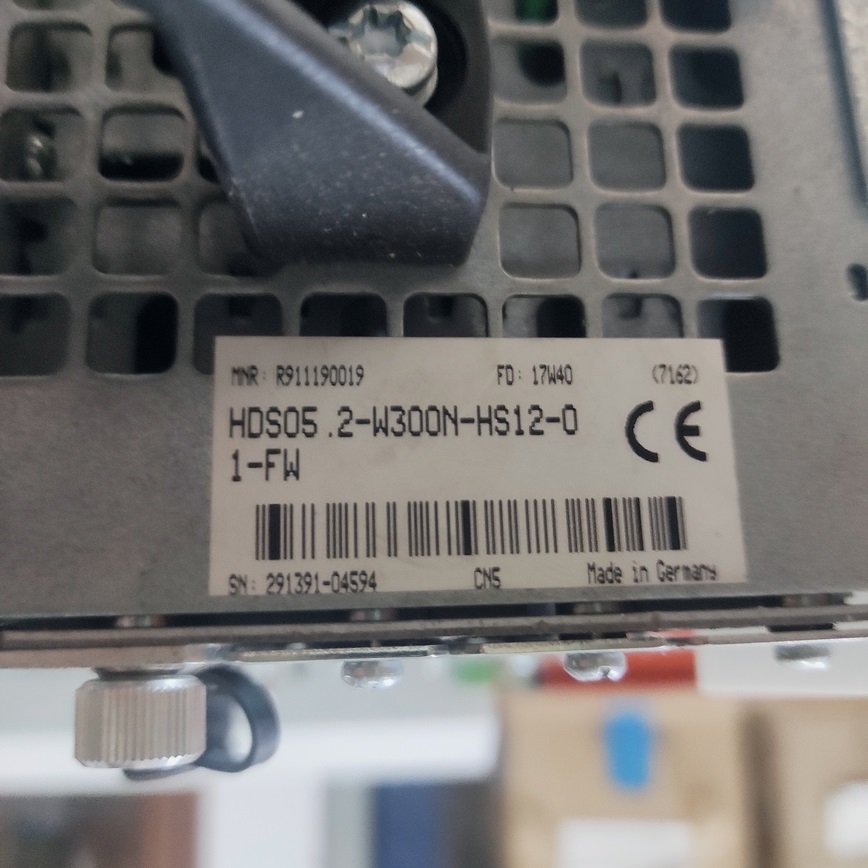 MNR: R911190019 FD: 17W40 (7162)
HDS05.2-W300N-HS12-0
1-FW
CE
SN: 291391-04594 CN5 Made in Germany